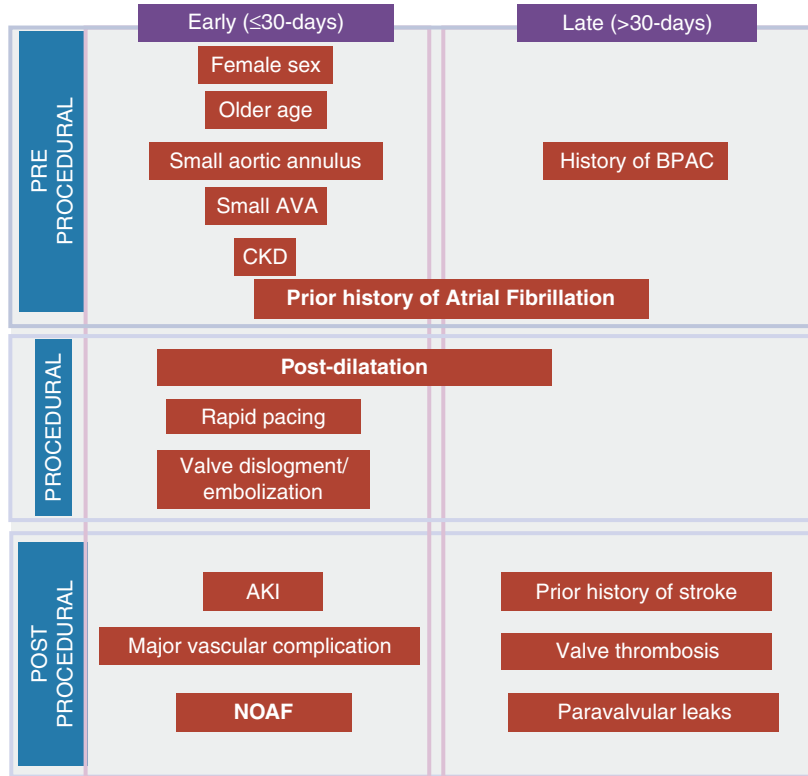 Early (≤30-days)
Late (>30-days)
PRE
PROCEDURAL
Female sex
Older age
Small aortic annulus
History of BPAC
Small AVA
CKD
Prior history of Atrial Fibrillation
PROCEDURAL
Post-dilatation
Rapid pacing
Valve dislogment/
embolization
POST
PROCEDURAL
AKI
Prior history of stroke
Major vascular complication
Valve thrombosis
NOAF
Paravalvular leaks